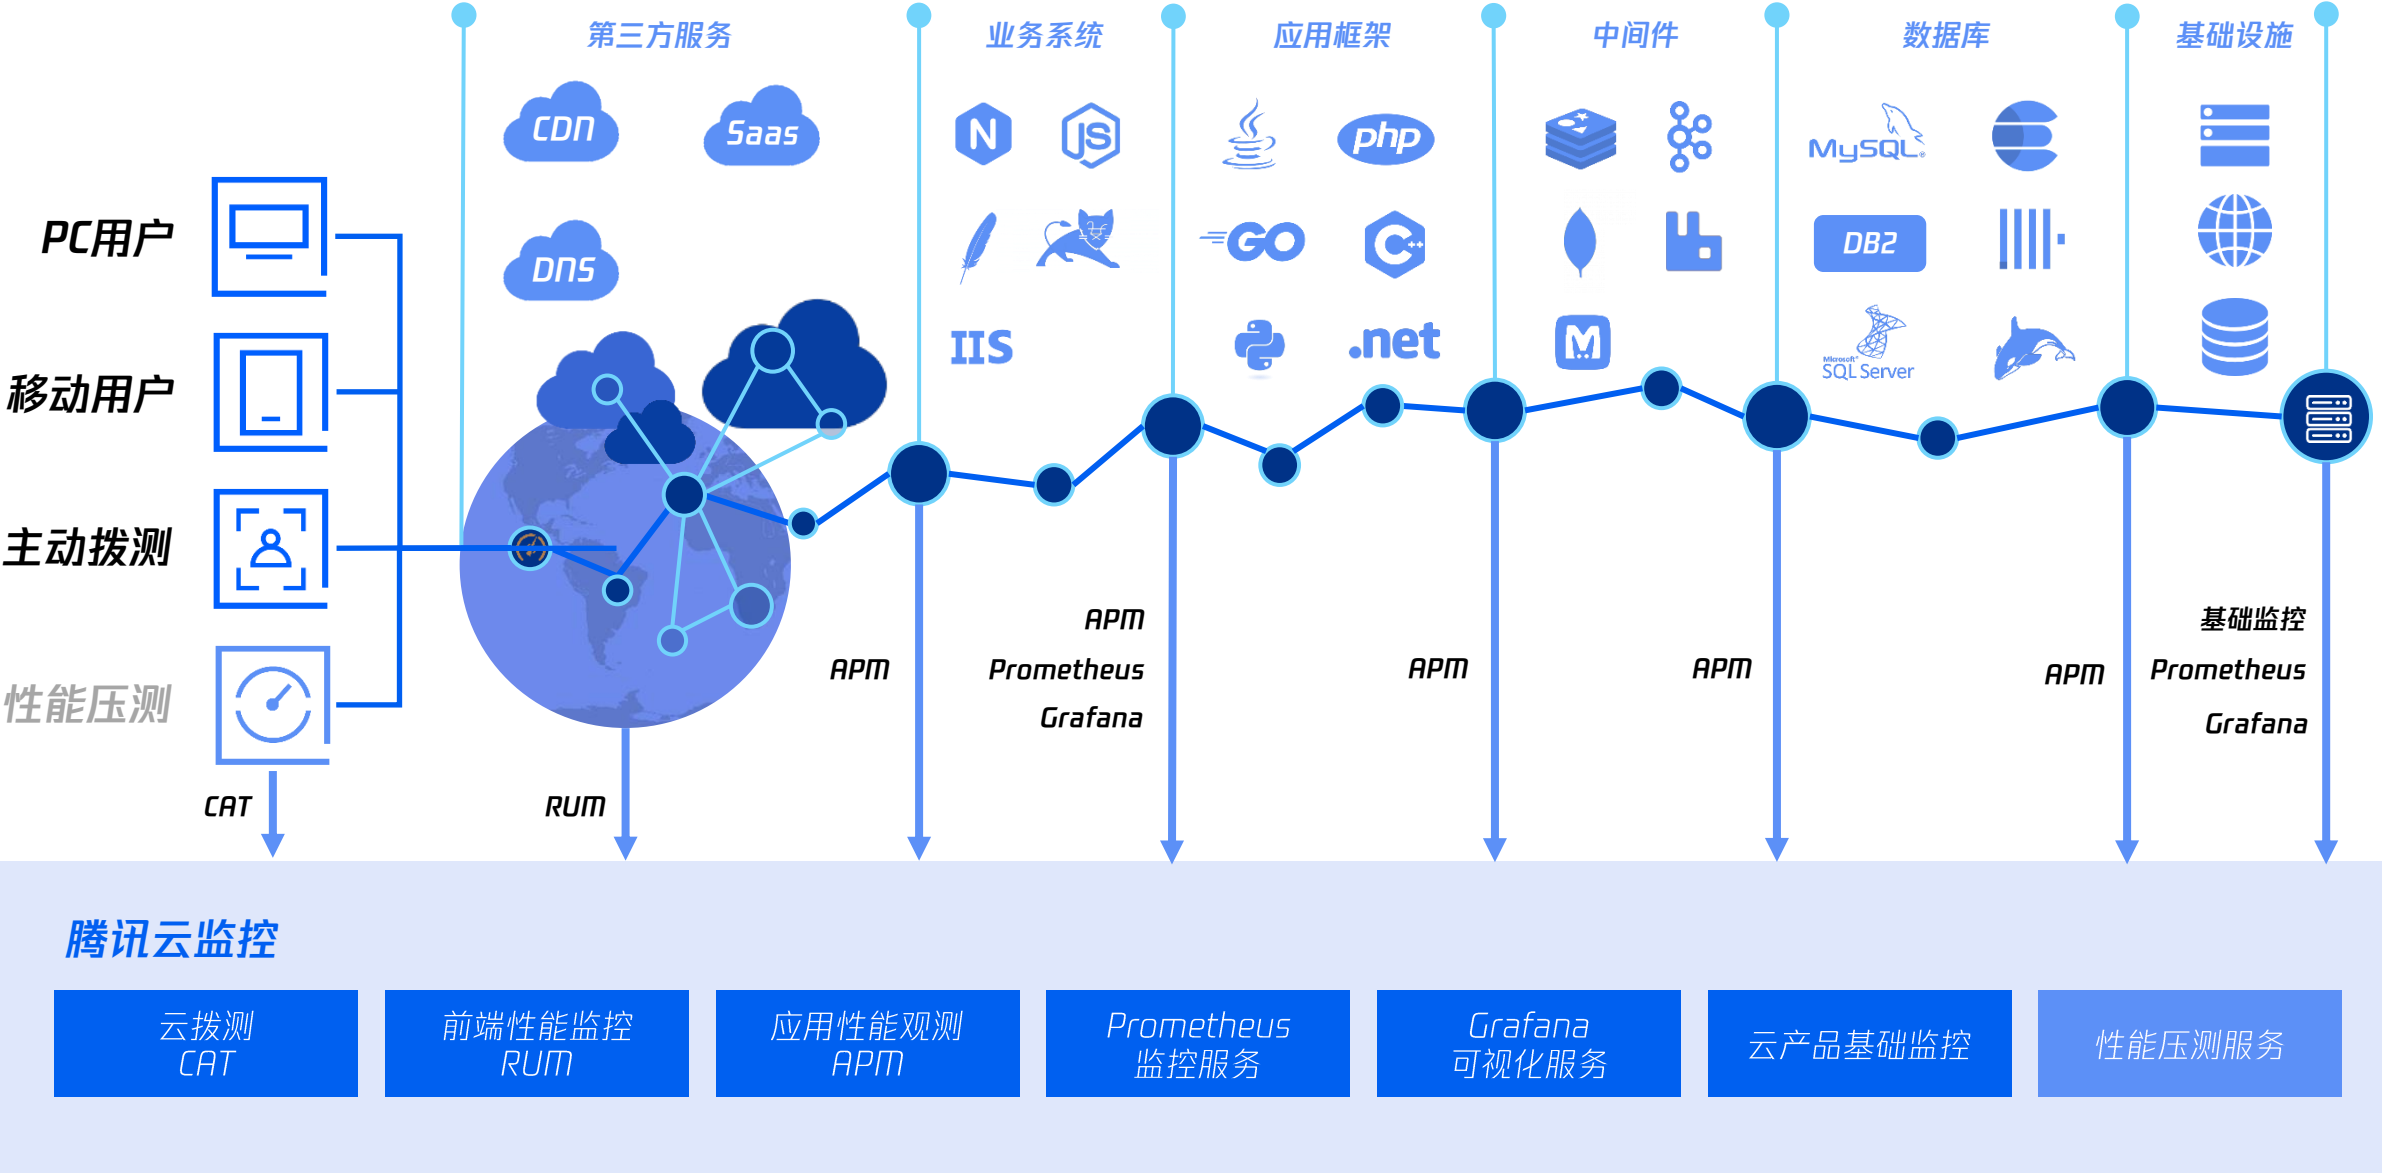 第三方服务
业务系统
应用框架
中间件
数据库
基础设施
CDN
Saas
DNS
N
JS
IIS
php
GO
C++
.net
M
MySQL®
DB2
Microsoft®
SQL Server
PC用户
移动用户
主动拨测
性能压测
CAT
RUM
APM
APM
Prometheus
Grafana
APM
APM
APM
基础监控
Prometheus
Grafana
腾讯云监控
云拨测
CAT
前端性能监控
RUM
应用性能观测
APM
Prometheus
监控服务
Grafana
可视化服务
云产品基础监控
性能压测服务